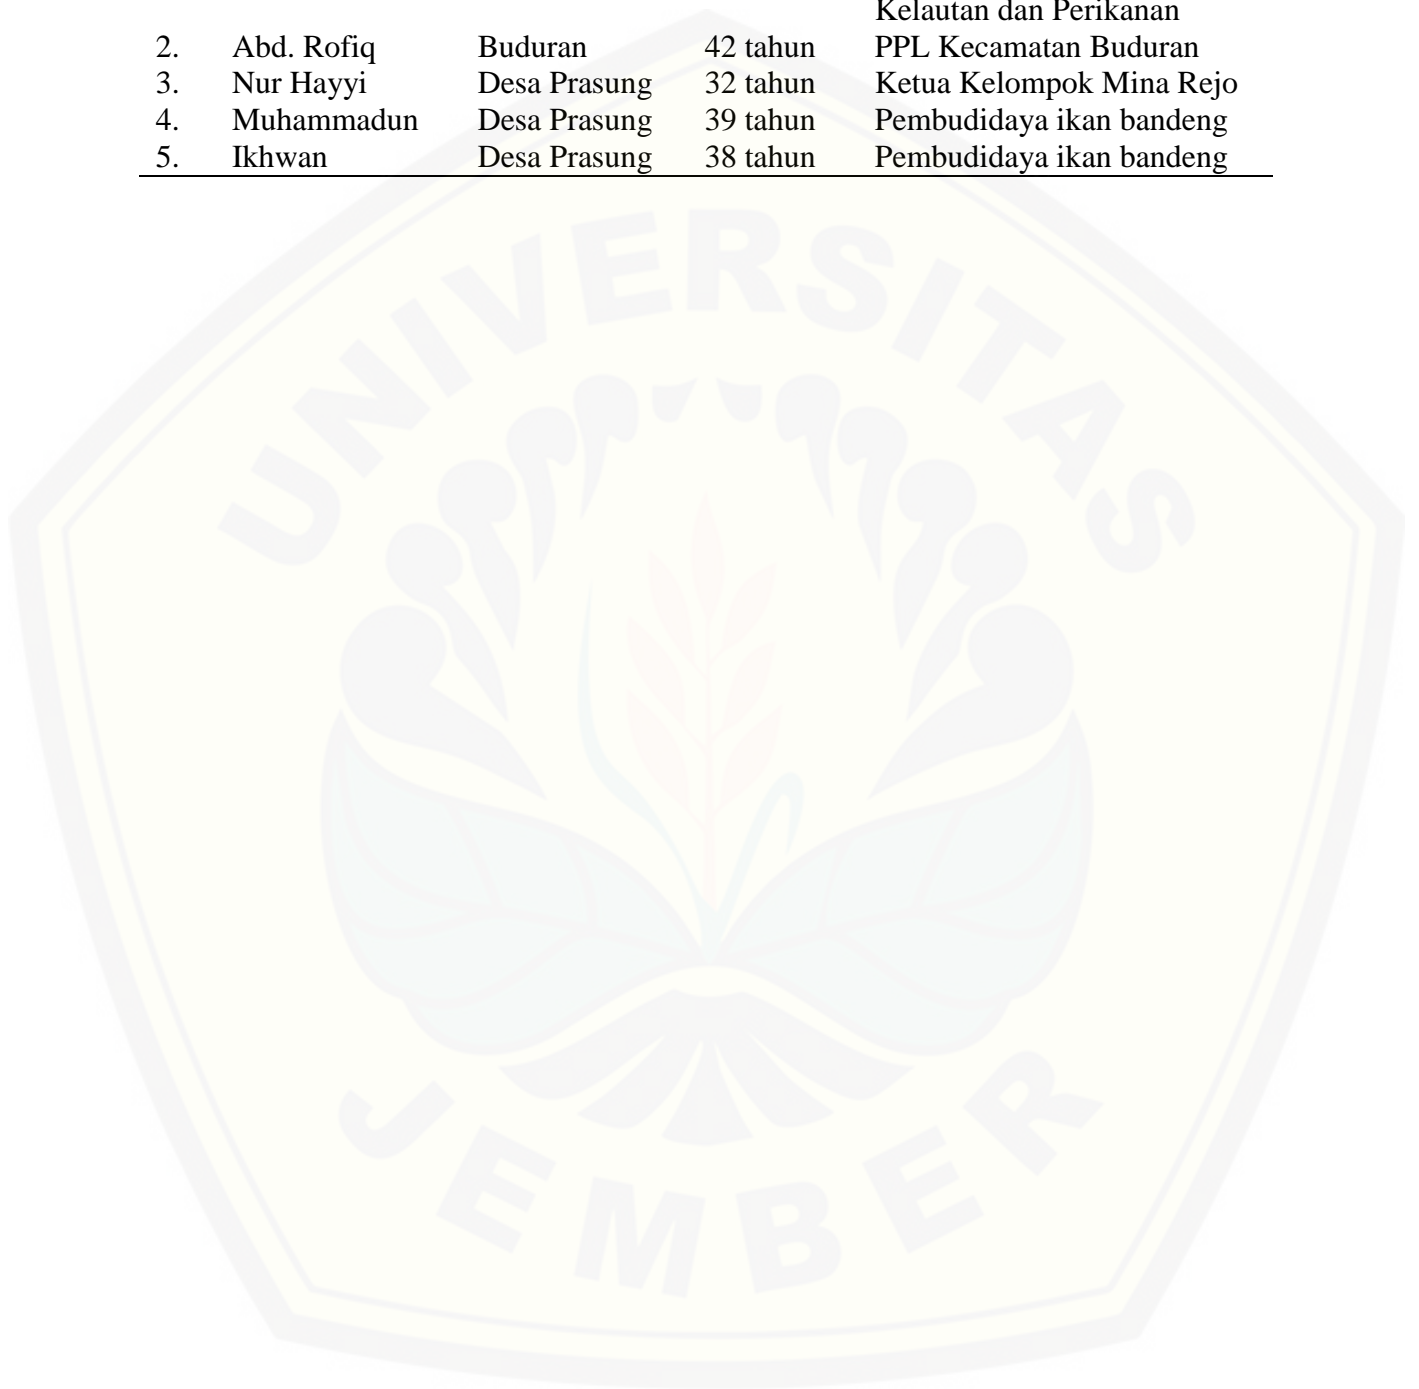 Kelautan dan Perikanan
2. Abd. Rofiq Buduran 42 tahun PPL Kecamatan Buduran
3. Nur Hayyi Desa Prasung 32 tahun Ketua Kelompok Mina Rejo
4. Muhammadun Desa Prasung 39 tahun Pembudidaya ikan bandeng
5. Ikhwan Desa Prasung 38 tahun Pembudidaya ikan bandeng
UNIVERSITAS
JEMBER